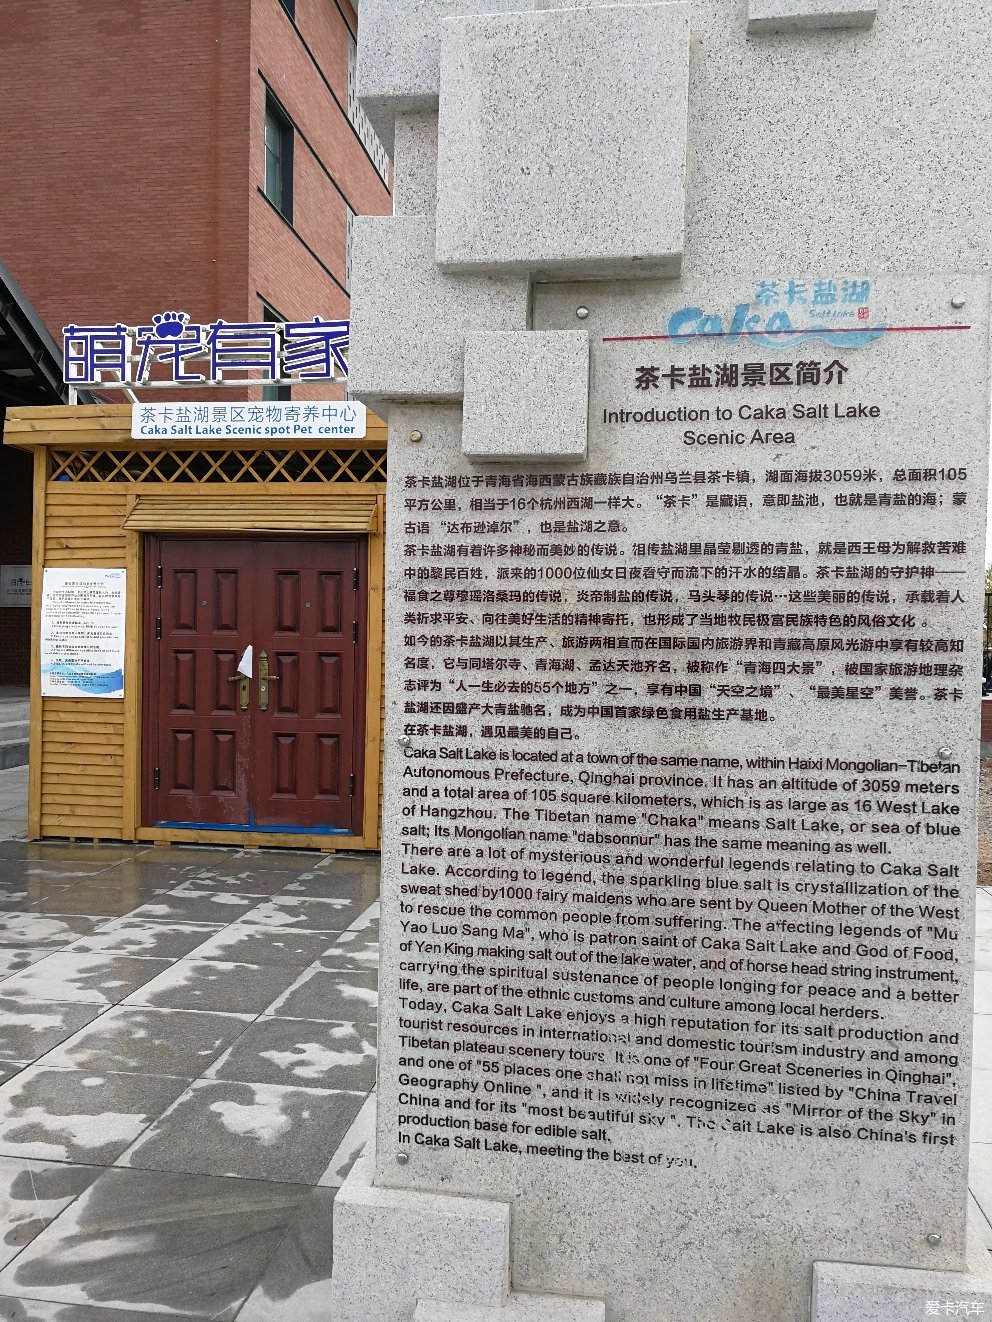 萌宠有家
茶卡盐湖景区宠物寄养中心
Caka Salt Lake Scenic spot Pet center
茶卡盐湖
Caka
Salt Lake
茶卡盐湖景区简介
Introduction to Caka Salt Lake
Scenic Area
茶卡盐湖位于青海省海西蒙古族藏族自治州乌兰县茶卡镇，湖面海拔3059米，总面积105
平方公里，相当于16个杭州西湖一样大。“茶卡”是藏语，意即盐池，也就是青盐的海；蒙
古语“达布逊淖尔”，也是盐湖之意。
茶卡盐湖有着许多神秘而美妙的传说。祖传盐湖里晶莹剔透的青盐，就是西王母为解救苦难
中的黎民百姓，派来的1000位仙女日夜看守而流下的汗水的结晶。茶卡盐湖的守护神——
福食之尊穆瑶洛桑玛的传说，炎帝制盐的传说，马头琴的传说…这些美丽的传说，承载着人
类祈求平安、向往美好生活的精神寄托，也形成了当地牧民极富民族特色的风俗文化。
如今的茶卡盐湖以其生产、旅游两相宜而在国际国内旅游界和青藏高原风光游中享有较高知
名度，它与同塔尔寺、青海湖、孟达天池齐名，被称作“青海四大景”，被国家旅游地理杂
志评为“人一生必去的55个地方”之一，享有中国“天空之境”、“最美星空”美誉。茶卡
盐湖还因盛产大青盐驰名，成为中国首家绿色食用盐生产基地。
在茶卡盐湖，遇见最美的自己。
Caka Salt Lake is located at a town of the same name, within Haixi Mongolian-Tibetan
Autonomous Prefecture, Qinghai province. It has an altitude of 3059 meters
and a total area of 105 square kilometers, which is as large as 16 West Lake
of Hangzhou. The Tibetan name "Chaka" means Salt Lake, or sea of blue
salt; Its Mongolian name "dabsonnur" has the same meaning as well.
There are a lot of mysterious and wonderful legends relating to Caka Salt
Lake. According to legend, the sparkling blue salt is crystallization of the
sweat shed by1000 fairy maidens who are sent by Queen Mother of the West
to rescue the common people from suffering. The affecting legends of "Mu
Yao Luo Sang Ma", who is patron saint of Caka Salt Lake and God of Food,
of Yen King making salt out of the lake water, and of horse head string instrument,
carrying the spiritual sustenance of people longing for peace and a better
life, are part of the ethnic customs and culture among local herders.
Today, Caka Salt Lake enjoys a high reputation for its salt production and
tourist resources in international and domestic tourism industry and among
Tibetan plateau scenery tours. It is one of "Four Great Sceneries in Qinghai",
and one of "55 places one shall not miss in lifetime" listed by "China Travel
Geography Online ", and it is widely recognized as "Mirror of the Sky" in
China and for its "most beautiful sky ". The Salt Lake is also China's first
production base for edible salt.
In Caka Salt Lake, meeting the best of you.
爱卡汽车